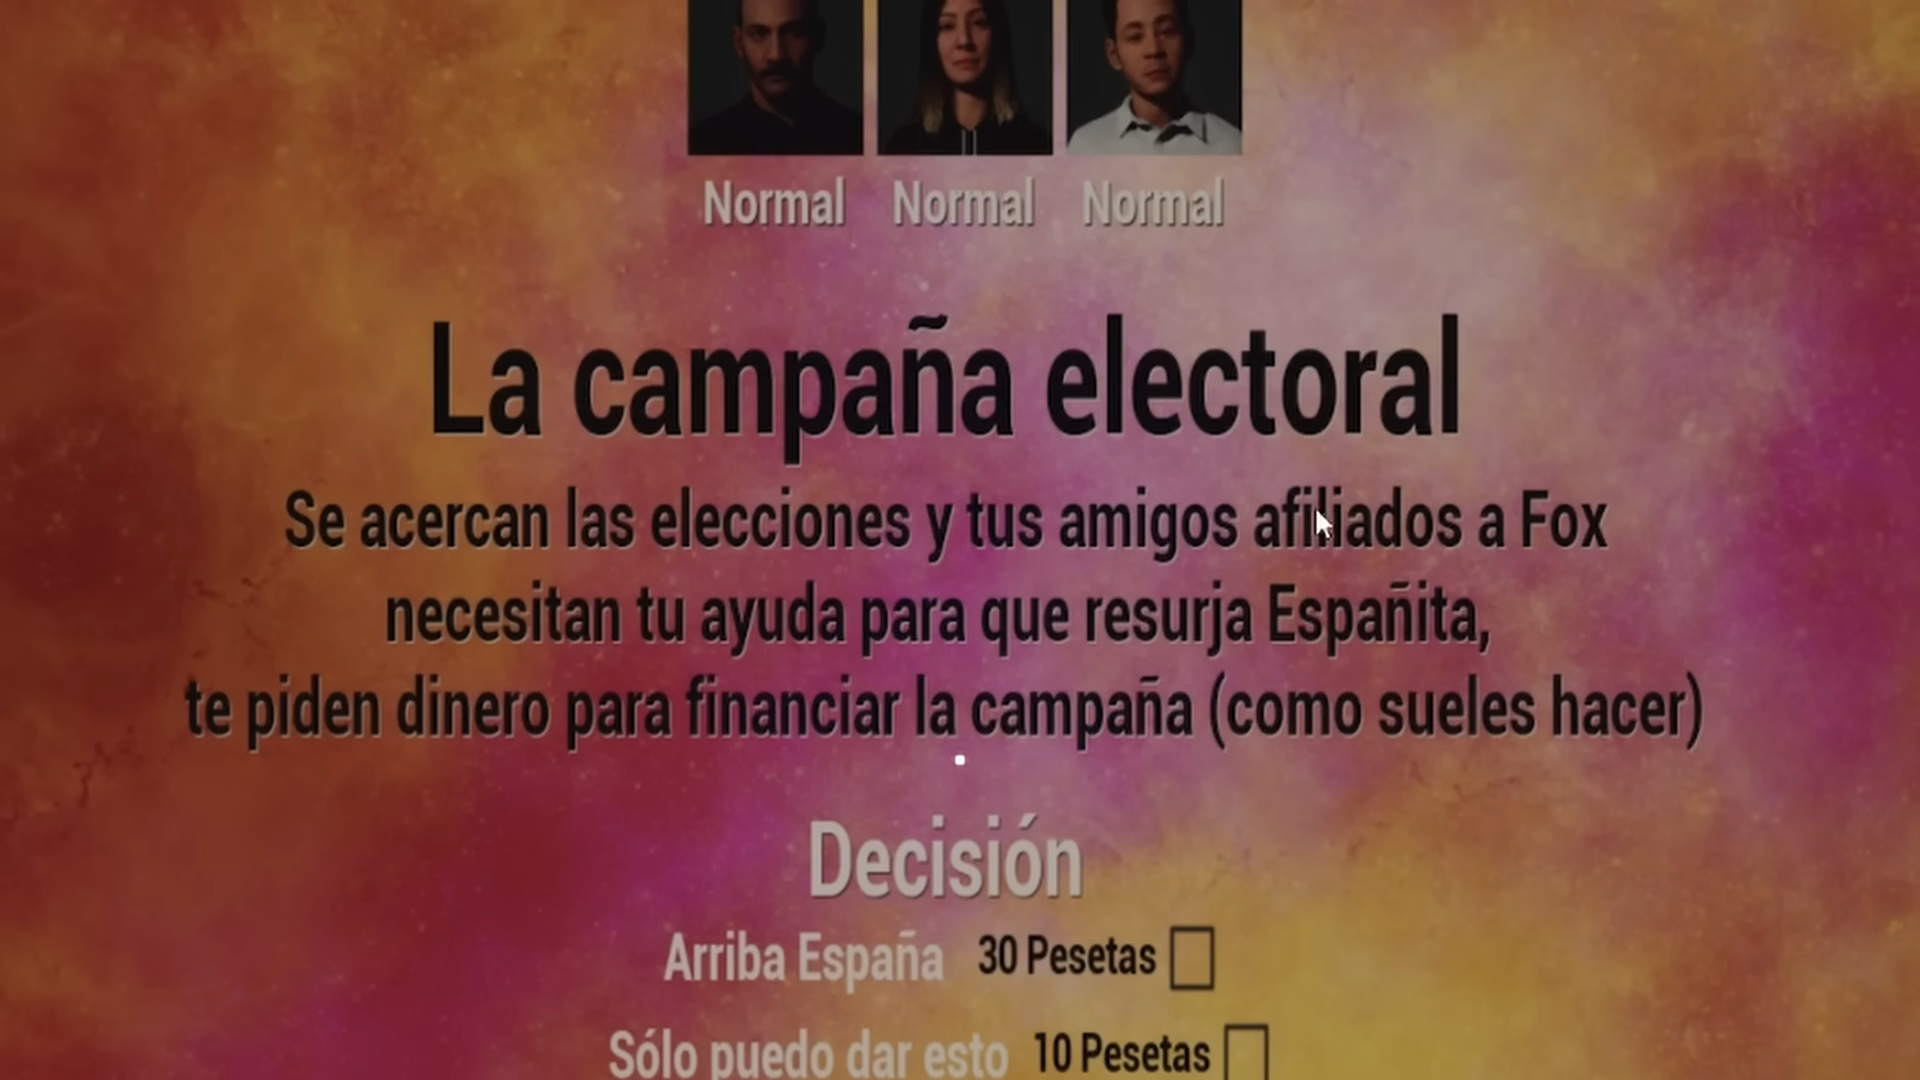 Normal Normal Normal
La campaña electoral
Se acercan las elecciones y tus amigos afiliados a Fox
necesitan tu ayuda para que resurja Españita,
te piden dinero para financiar la campaña (como sueles hacer)
Decisión
Arriba España 30 Pesetas
Sólo puedo dar esto 10 Pesetas